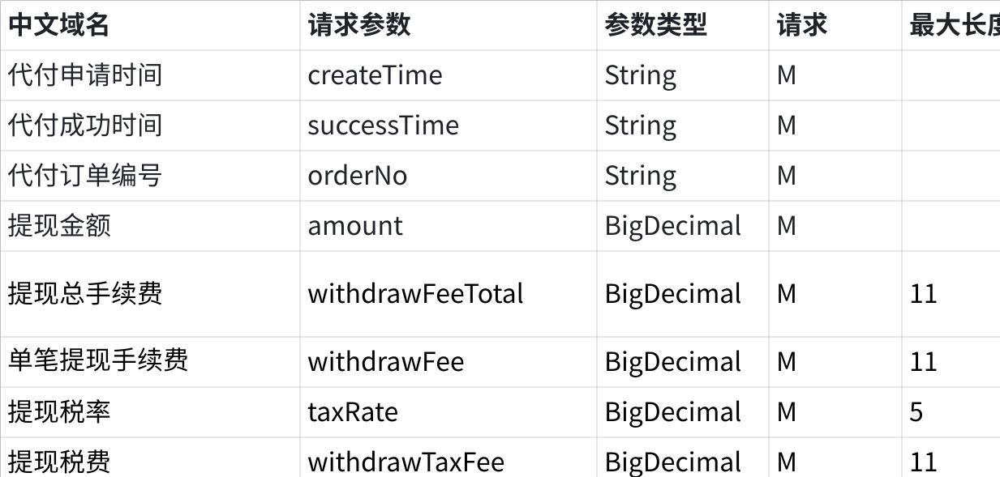 中文域名 请求参数 参数类型 请求 最大长度
代付申请时间 createTime String M
代付成功时间 successTime String M
代付订单编号 orderNo String M
提现金额 amount BigDecimal M
提现总手续费 withdrawFeeTotal BigDecimal M 11
单笔提现手续费 withdrawFee BigDecimal M 11
提现税率 taxRate BigDecimal M 5
提现税费 withdrawTaxFee BigDecimal M 11